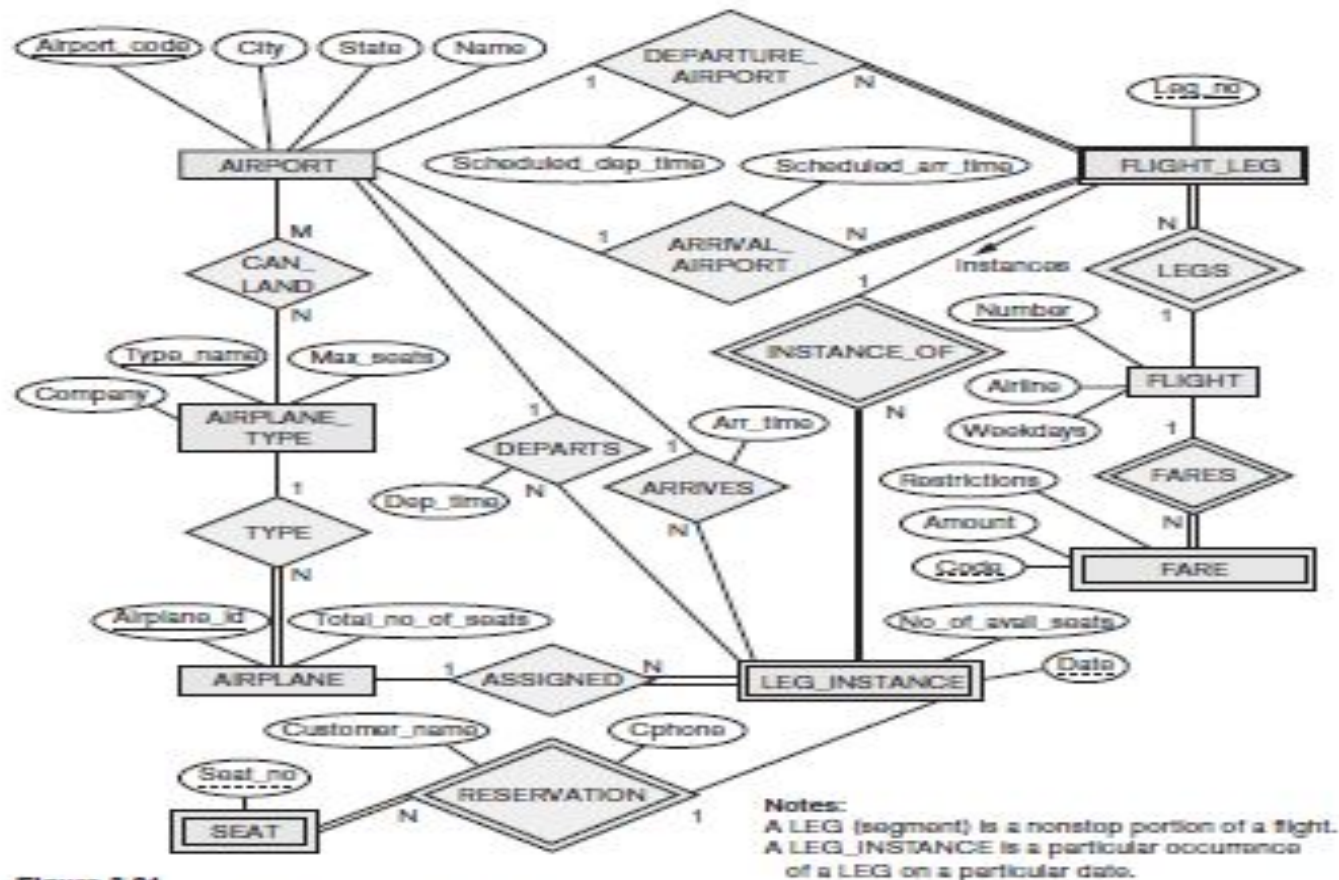 Airport_code City State Name
DEPARTURE_
AIRPORT
1 N
Leg_no
AIRPORT
Scheduled_dep_time Scheduled_arr_time
FLIGHT_LEG
M
CAN_
LAND
N
1 N
ARRIVAL_
AIRPORT
Instances
N
LEGS
1
1
INSTANCE_OF
N
Number
Airline
Weekdays
FLIGHT
Type_name Max_seats
Company
AIRPLANE_
TYPE
1
DEPARTS
N
Dep_time
1
Arr_time
ARRIVES
N
1
FARES
N
Restrictions
Amount
Code
FARE
1
TYPE
N
Airplane_id Total_no_of_seats
AIRPLANE
1 ASSIGNED N
LEG_INSTANCE
No_of_avail_seats
Date
Customer_name Cphone
Seat_no
SEAT
N RESERVATION 1
Notes:
A LEG (segment) is a nonstop portion of a flight.
A LEG_INSTANCE is a particular occurrence
of a LEG on a particular date.